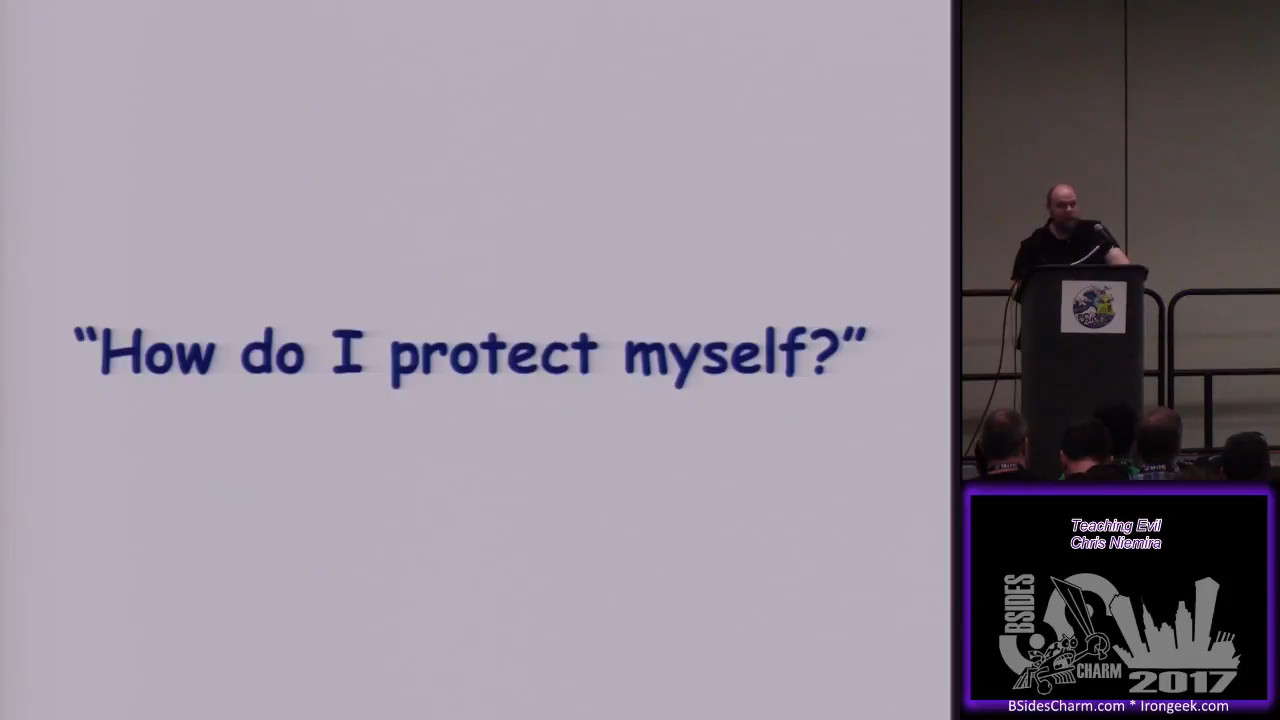 “How do I protect myself?”
Teaching Evil
Chris Niemira
BSIDES
CHARM
2017
BSidesCharm.com * Irongeek.com